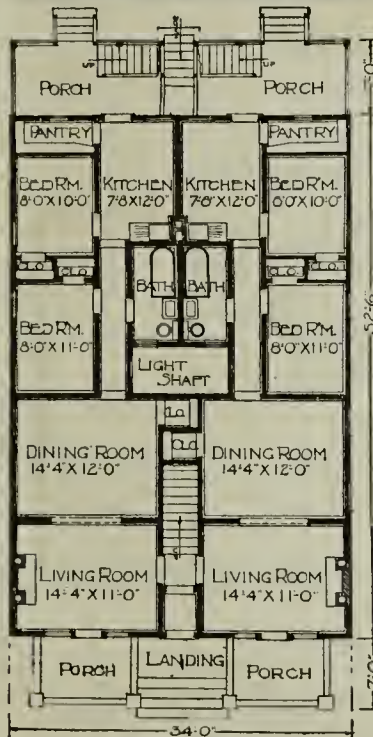 UP UP
PORCH PORCH
PANTRY PANTRY
BED R'M. KITCHEN KITCHEN BED R'M.
8'-0"X10'-0" 7'-8"X12'-0" 7'-8"X12'-0" 8'-0"X10'-0"
BATH BATH
BED R'M. BED R'M.
8'-0"X11'-0" 8'-0"X11'-0"
LIGHT
SHAFT
52'-6"
CLO
CLO
DINING ROOM DINING ROOM
14'-4"X12'-0" 14'-4"X12'-0"
LIVING ROOM LIVING ROOM
14'-4"X11'-0" 14'-4"X11'-0"
PORCH LANDING PORCH
7'-0"
34'-0"